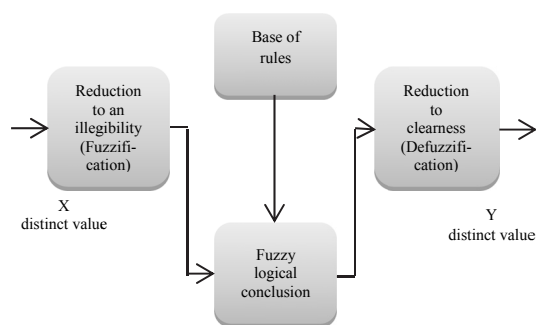 Reduction
to an
illegibility
(Fuzzifi-
cation)
X
distinct value
Base of
rules
Fuzzy
logical
conclusion
Reduction
to
clearness
(Defuzzifi-
cation)
Y
distinct value